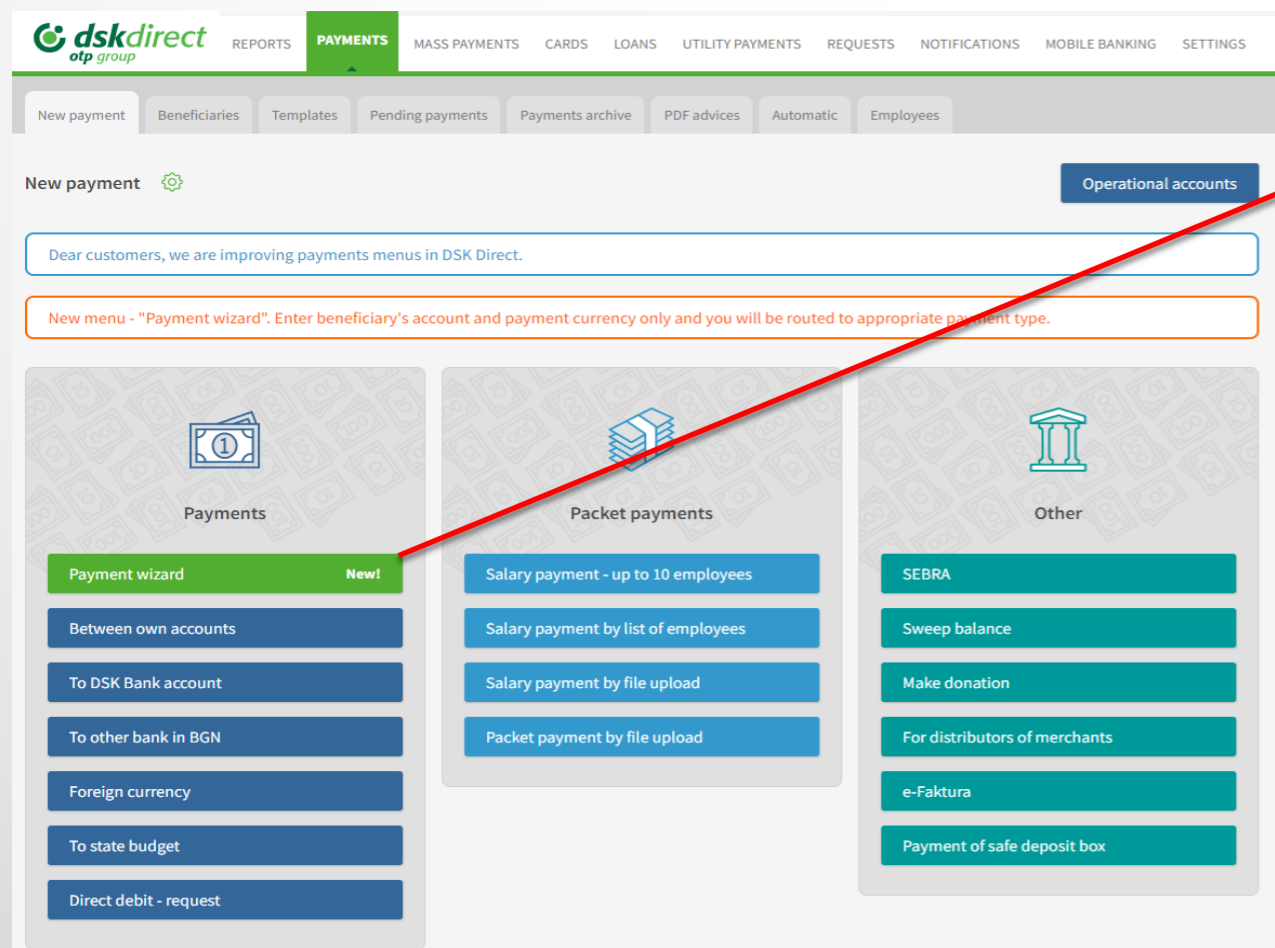 dskdirect
otp group
REPORTS PAYMENTS MASS PAYMENTS CARDS LOANS UTILITY PAYMENTS REQUESTS NOTIFICATIONS MOBILE BANKING SETTINGS
New payment Beneficiaries Templates Pending payments Payments archive PDF advices Automatic Employees
New payment
Operational accounts
Dear customers, we are improving payments menus in DSK Direct.
New menu - "Payment wizard". Enter beneficiary's account and payment currency only and you will be routed to appropriate payment type.
Payments
Payment wizard New!
Between own accounts
To DSK Bank account
To other bank in BGN
Foreign currency
To state budget
Direct debit - request
Packet payments
Salary payment - up to 10 employees
Salary payment by list of employees
Salary payment by file upload
Packet payment by file upload
Other
SEBRA
Sweep balance
Make donation
For distributors of merchants
e-Faktura
Payment of safe deposit box